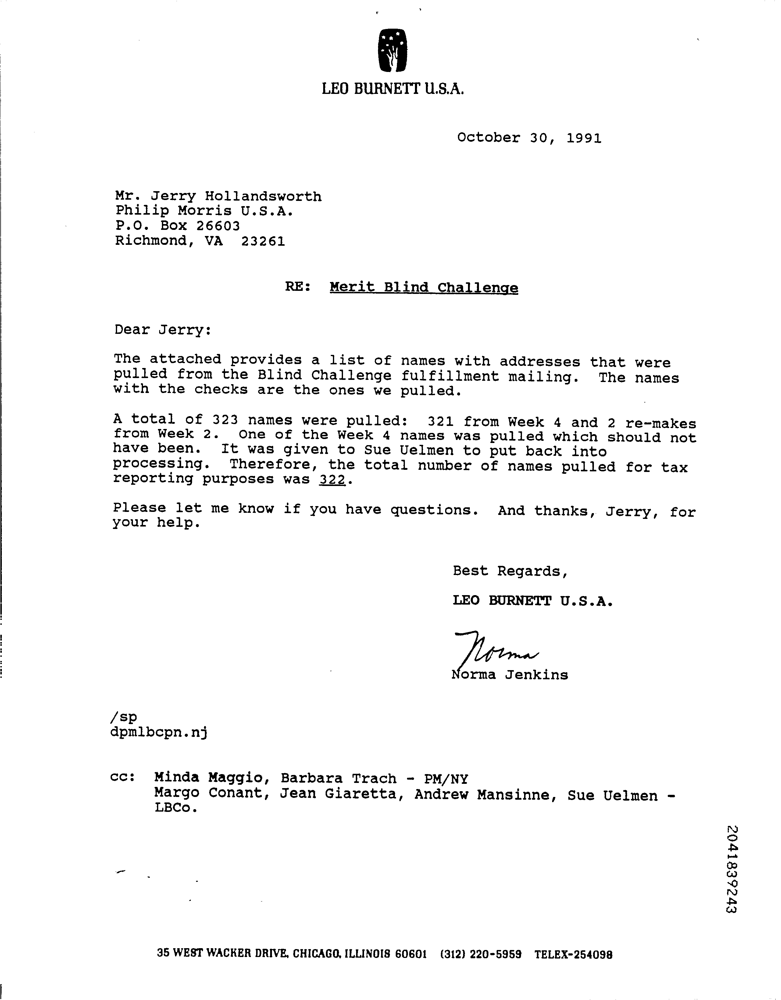 LEO BURNETT U.S.A.
October 30, 1991
Mr. Jerry Hollandsworth
Philip Morris U.S.A.
P.O. Box 26603
Richmond, VA 23261
RE: Merit Blind Challenge
Dear Jerry:
The attached provides a list of names with addresses that were
pulled from the Blind Challenge fulfillment mailing. The names
with the checks are the ones we pulled.
A total of 323 names were pulled: 321 from Week 4 and 2 re-makes
from Week 2. One of the Week 4 names was pulled which should not
have been. It was given to Sue Uelmen to put back into
processing. Therefore, the total number of names pulled for tax
reporting purposes was 322.
Please let me know if you have questions. And thanks, Jerry, for
your help.
Best Regards,
LEO BURNETT U.S.A.
Norma
Norma Jenkins
/sp
dpmlbcpn.nj
cc: Minda Maggio, Barbara Trach - PM/NY
Margo Conant, Jean Giaretta, Andrew Mansinne, Sue Uelmen -
LBCo.
2041839243
35 WEST WACKER DRIVE, CHICAGO, ILLINOIS 60601 (312) 220-5959 TELEX-254098